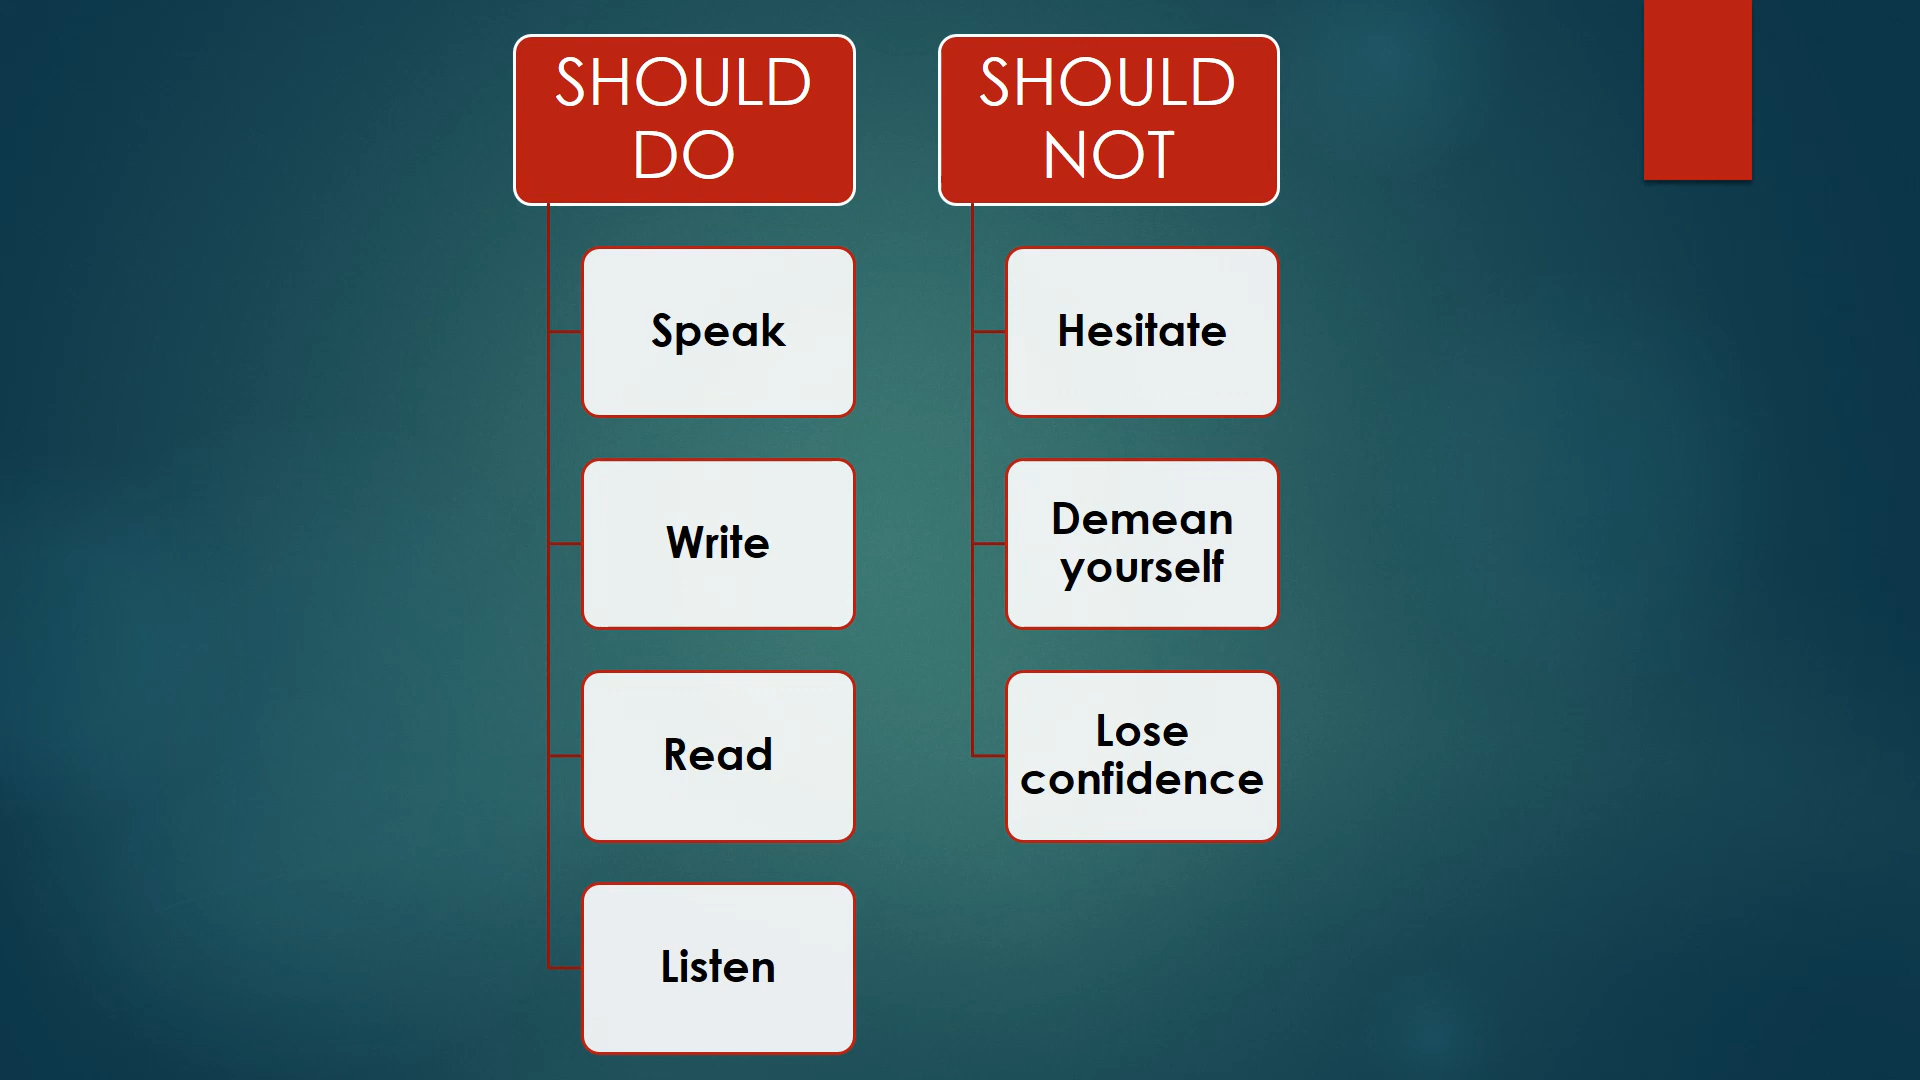 SHOULD
DO
Speak
Write
Read
Listen
SHOULD
NOT
Hesitate
Demean
yourself
Lose
confidence